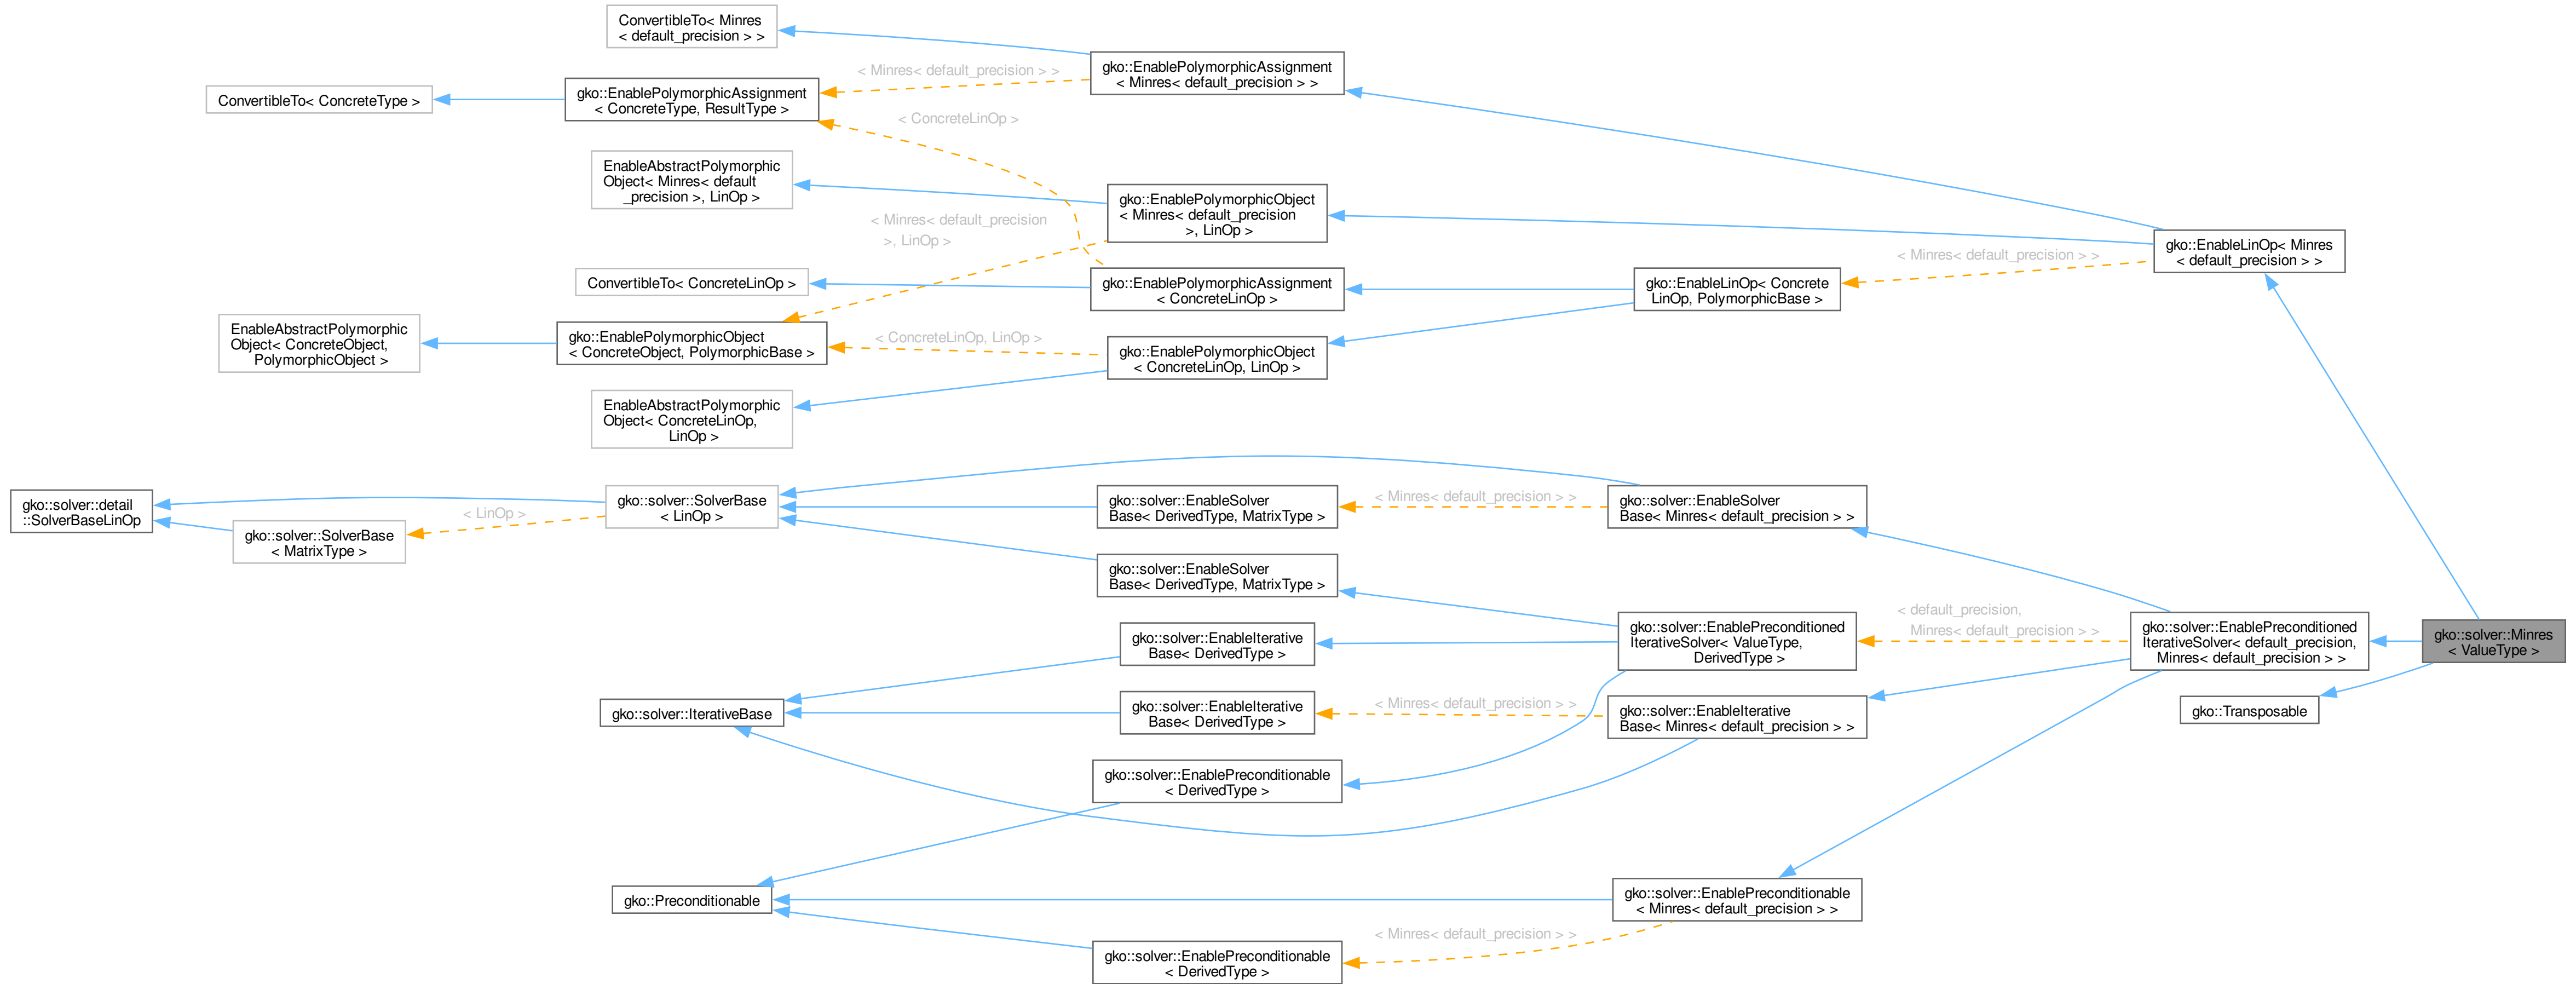 ConvertibleTo< Minres
< default_precision > >
gko::EnablePolymorphicAssignment
< Minres< default_precision > >
< Minres< default_precision > >
ConvertibleTo< ConcreteType >
gko::EnablePolymorphicAssignment
< ConcreteType, ResultType >
< ConcreteLinOp >
EnableAbstractPolymorphic
Object< Minres< default
_precision >, LinOp >
gko::EnablePolymorphicObject
< Minres< default_precision
>, LinOp >
< Minres< default_precision
>, LinOp >
gko::EnableLinOp< Minres
< default_precision > >
< Minres< default_precision > >
ConvertibleTo< ConcreteLinOp >
gko::EnablePolymorphicAssignment
< ConcreteLinOp >
gko::EnableLinOp< Concrete
LinOp, PolymorphicBase >
EnableAbstractPolymorphic
Object< ConcreteObject,
PolymorphicObject >
gko::EnablePolymorphicObject
< ConcreteObject, PolymorphicBase >
< ConcreteLinOp, LinOp >
gko::EnablePolymorphicObject
< ConcreteLinOp, LinOp >
EnableAbstractPolymorphic
Object< ConcreteLinOp,
LinOp >
gko::solver::detail
::SolverBaseLinOp
gko::solver::SolverBase
< MatrixType >
< LinOp >
gko::solver::SolverBase
< LinOp >
gko::solver::EnableSolver
Base< DerivedType, MatrixType >
< Minres< default_precision > >
gko::solver::EnableSolver
Base< Minres< default_precision > >
gko::solver::EnableSolver
Base< DerivedType, MatrixType >
gko::solver::EnableIterative
Base< DerivedType >
gko::solver::EnablePreconditioned
IterativeSolver< ValueType,
DerivedType >
< default_precision,
Minres< default_precision > >
gko::solver::EnablePreconditioned
IterativeSolver< default_precision,
Minres< default_precision > >
gko::solver::Minres
< ValueType >
gko::solver::IterativeBase
gko::solver::EnableIterative
Base< DerivedType >
< Minres< default_precision > >
gko::solver::EnableIterative
Base< Minres< default_precision > >
gko::Transposable
gko::solver::EnablePreconditionable
< DerivedType >
gko::Preconditionable
gko::solver::EnablePreconditionable
< Minres< default_precision > >
< Minres< default_precision > >
gko::solver::EnablePreconditionable
< DerivedType >